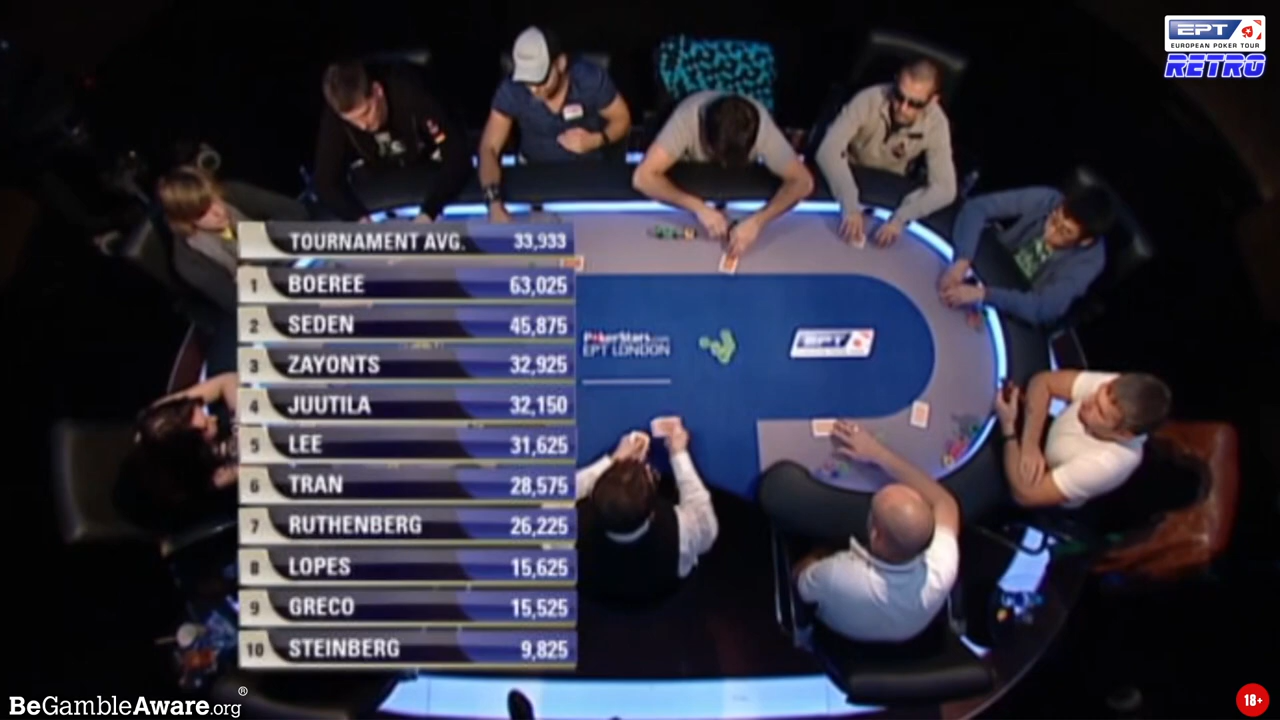 EPT
EUROPEAN POKER TOUR
RETRO
TOURNAMENT AVG. 33,933
1 BOEREE 63,025
2 SEDEN 45,875
3 ZAYONTS 32,925
4 JUUTILA 32,150
5 LEE 31,625
6 TRAN 28,575
7 RUTHENBERG 26,225
8 LOPES 15,625
9 GRECO 15,525
10 STEINBERG 9,825
PokerStars.com
EPT LONDON
EPT
BeGambleAware.org®
18+